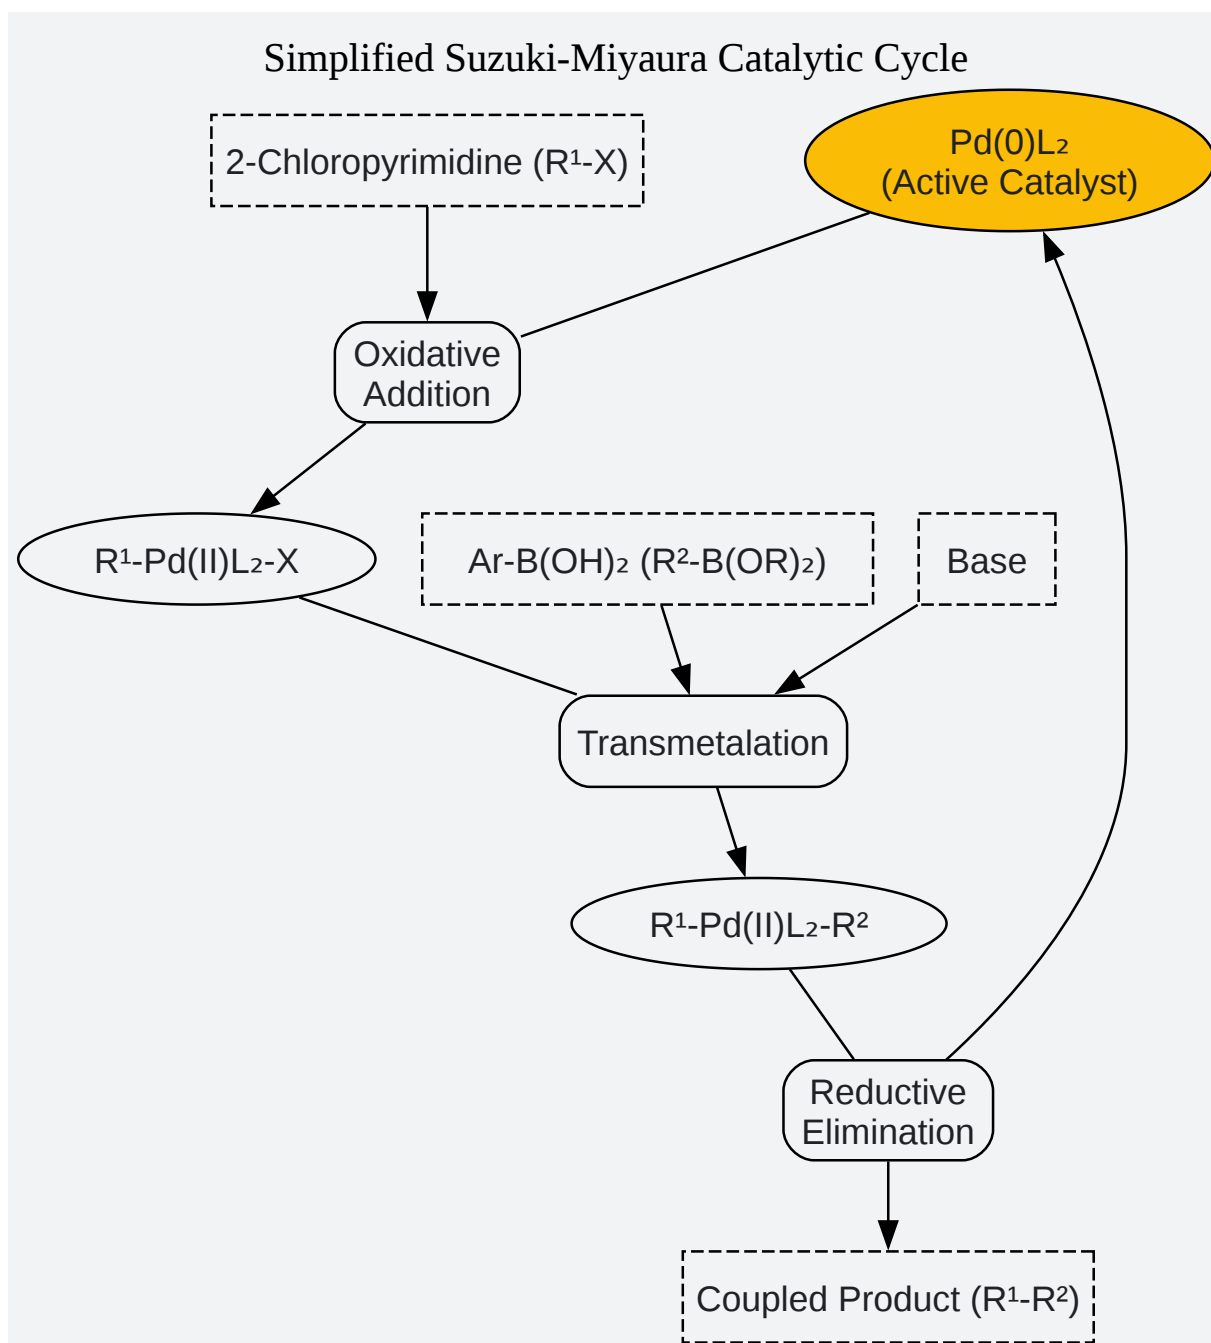 Simplified Suzuki-Miyaura Catalytic Cycle
2-Chloropyrimidine (R¹-X)
Pd(0)L₂
(Active Catalyst)
Oxidative
Addition
R¹-Pd(II)L₂-X
Ar-B(OH)₂ (R²-B(OR)₂)
Base
Transmetalation
R¹-Pd(II)L₂-R²
Reductive
Elimination
Coupled Product (R¹-R²)